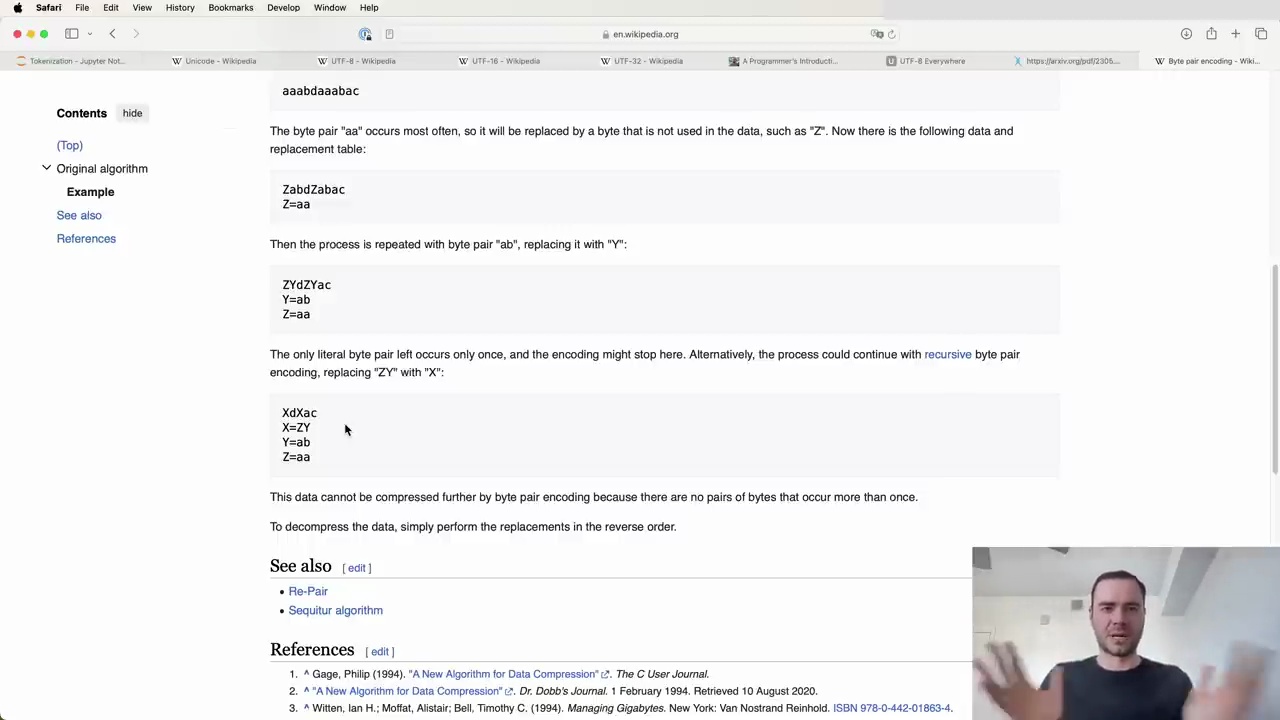 Safari File Edit View History Bookmarks Develop Window Help
en.wikipedia.org
Tokenization - Jupyter Not... Unicode - Wikipedia UTF-8 - Wikipedia UTF-16 - Wikipedia UTF-32 - Wikipedia A Programmer's Introducti... UTF-8 Everywhere https://arxiv.org/pdf/2305.... Byte pair encoding - Wiki...
Contents hide
(Top)
Original algorithm
Example
See also
References
aaabdaaabac
The byte pair "aa" occurs most often, so it will be replaced by a byte that is not used in the data, such as "Z". Now there is the following data and
replacement table:
ZabdZabac
Z=aa
Then the process is repeated with byte pair "ab", replacing it with "Y":
ZYdZYac
Y=ab
Z=aa
The only literal byte pair left occurs only once, and the encoding might stop here. Alternatively, the process could continue with recursive byte pair
encoding, replacing "ZY" with "X":
XdXac
X=ZY
Y=ab
Z=aa
This data cannot be compressed further by byte pair encoding because there are no pairs of bytes that occur more than once.
To decompress the data, simply perform the replacements in the reverse order.
See also [ edit ]
• Re-Pair
• Sequitur algorithm
References [ edit ]
1. ^ Gage, Philip (1994). "A New Algorithm for Data Compression". The C User Journal.
2. ^ "A New Algorithm for Data Compression". Dr. Dobb's Journal. 1 February 1994. Retrieved 10 August 2020.
3. ^ Witten, Ian H.; Moffat, Alistair; Bell, Timothy C. (1994). Managing Gigabytes. New York: Van Nostrand Reinhold. ISBN 978-0-442-01863-4.